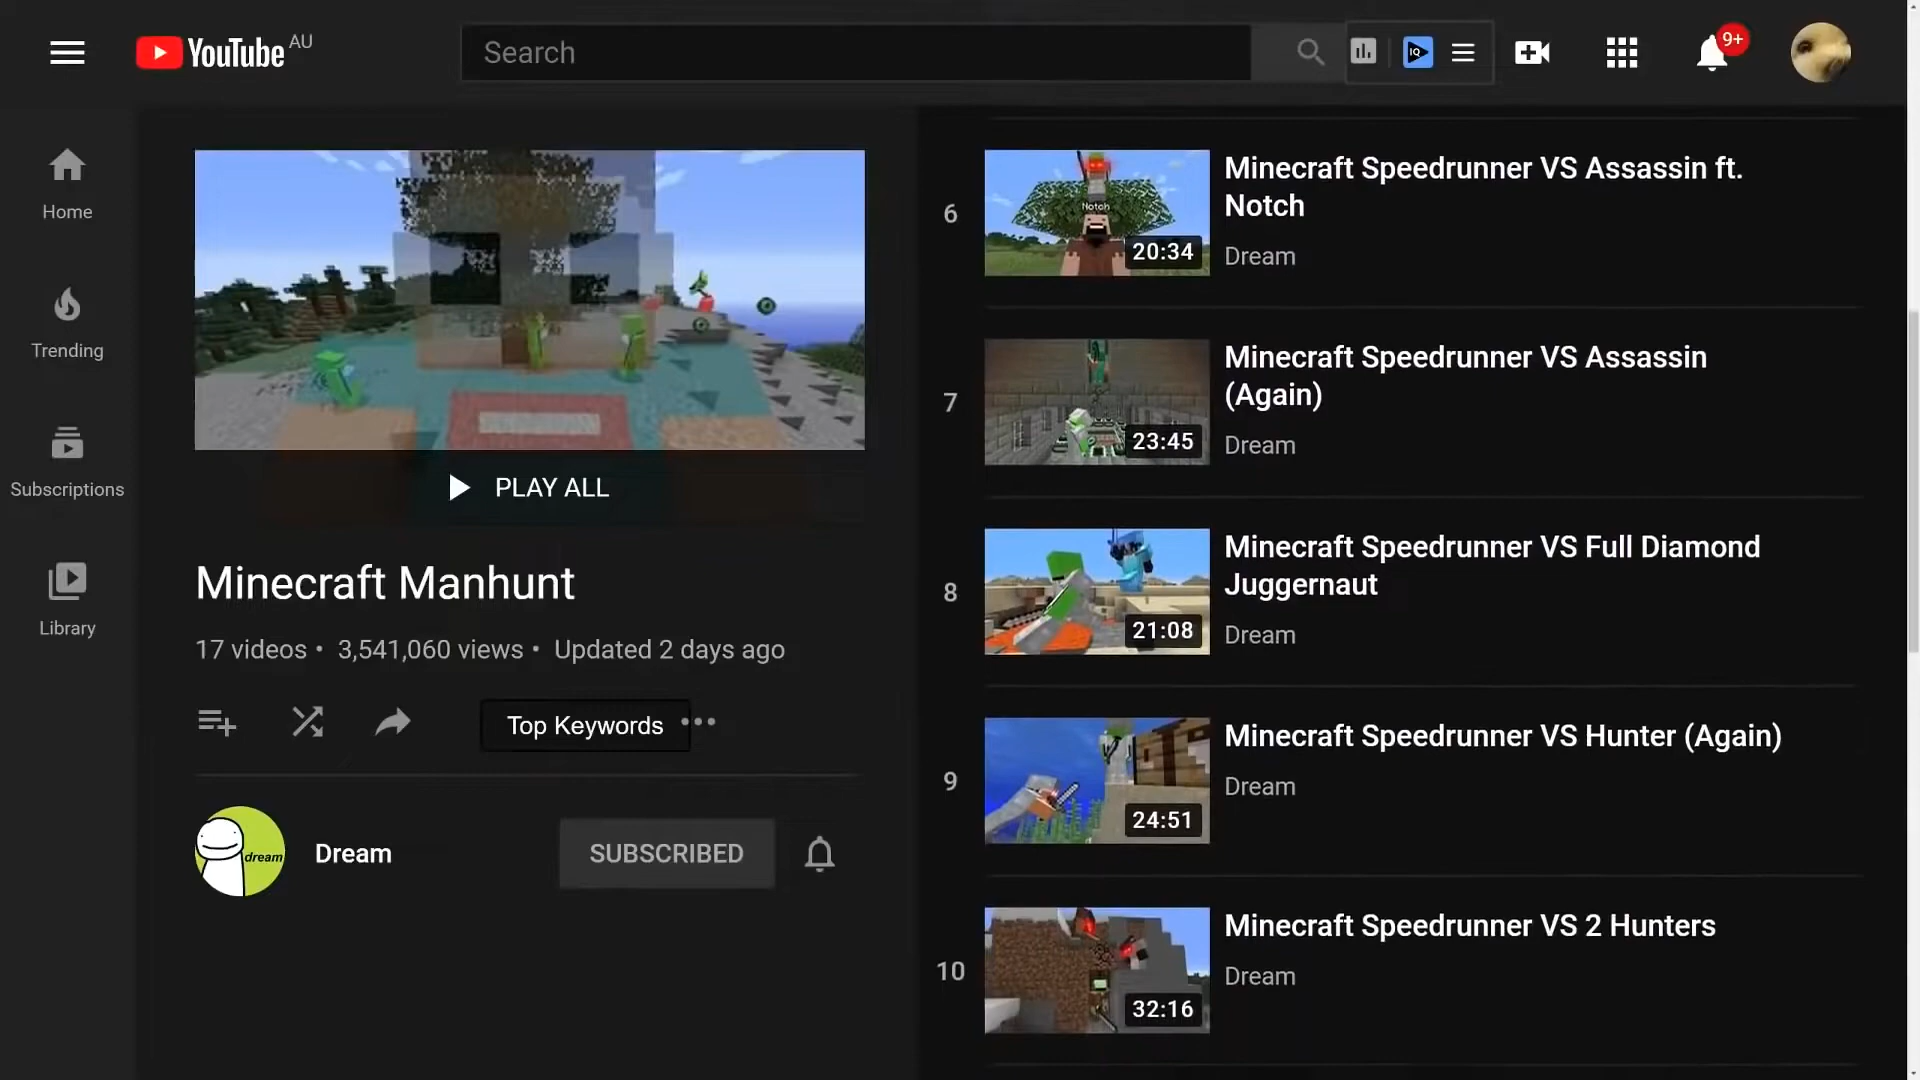 YouTube AU
Search
IQ
9+
Home
Trending
Subscriptions
Library
PLAY ALL
Minecraft Manhunt
17 videos • 3,541,060 views • Updated 2 days ago
Top Keywords
dream
Dream
SUBSCRIBED
6
Notch
20:34
Minecraft Speedrunner VS Assassin ft.
Notch
Dream
7
23:45
Minecraft Speedrunner VS Assassin
(Again)
Dream
8
21:08
Minecraft Speedrunner VS Full Diamond
Juggernaut
Dream
9
24:51
Minecraft Speedrunner VS Hunter (Again)
Dream
10
32:16
Minecraft Speedrunner VS 2 Hunters
Dream